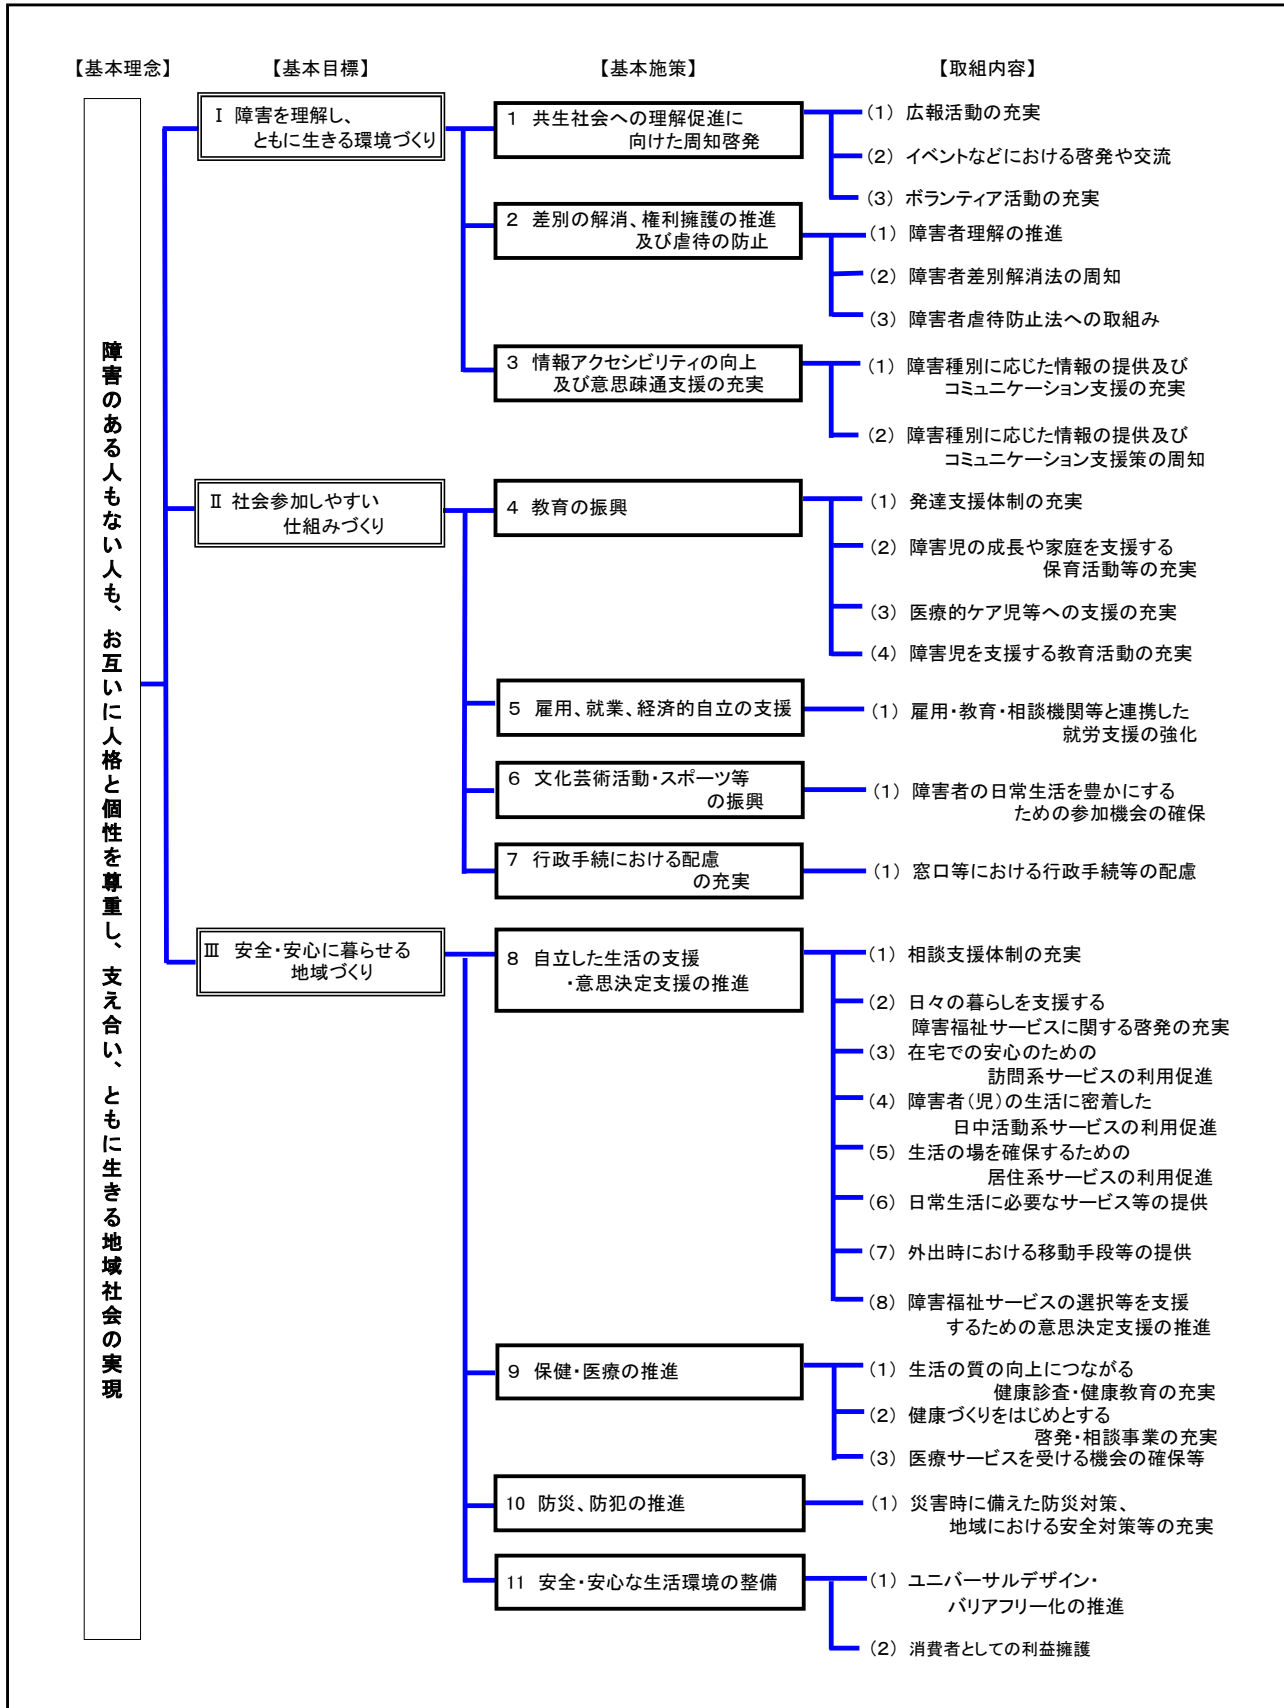 【基本理念】 【基本目標】 【基本施策】 【取組内容】
障害のある人もない人も、お互いに人格と個性を尊重し、支え合い、ともに生きる地域社会の実現
Ⅰ 障害を理解し、
ともに生きる環境づくり
1 共生社会への理解促進に
向けた周知啓発
(1) 広報活動の充実
(2) イベントなどにおける啓発や交流
(3) ボランティア活動の充実
2 差別の解消、権利擁護の推進
及び虐待の防止
(1) 障害者理解の推進
(2) 障害者差別解消法の周知
(3) 障害者虐待防止法への取組み
3 情報アクセシビリティの向上
及び意思疎通支援の充実
(1) 障害種別に応じた情報の提供及び
コミュニケーション支援の充実
(2) 障害種別に応じた情報の提供及び
コミュニケーション支援策の周知
Ⅱ 社会参加しやすい
仕組みづくり
4 教育の振興
(1) 発達支援体制の充実
(2) 障害児の成長や家庭を支援する
保育活動等の充実
(3) 医療的ケア児等への支援の充実
(4) 障害児を支援する教育活動の充実
5 雇用、就業、経済的自立の支援
(1) 雇用・教育・相談機関等と連携した
就労支援の強化
6 文化芸術活動・スポーツ等
の振興
(1) 障害者の日常生活を豊かにする
ための参加機会の確保
7 行政手続における配慮
の充実
(1) 窓口等における行政手続等の配慮
Ⅲ 安全・安心に暮らせる
地域づくり
8 自立した生活の支援
・意思決定支援の推進
(1) 相談支援体制の充実
(2) 日々の暮らしを支援する
障害福祉サービスに関する啓発の充実
(3) 在宅での安心のための
訪問系サービスの利用促進
(4) 障害者(児)の生活に密着した
日中活動系サービスの利用促進
(5) 生活の場を確保するための
居住系サービスの利用促進
(6) 日常生活に必要なサービス等の提供
(7) 外出時における移動手段等の提供
(8) 障害福祉サービスの選択等を支援
するための意思決定支援の推進
9 保健・医療の推進
(1) 生活の質の向上につながる
健康診査・健康教育の充実
(2) 健康づくりをはじめとする
啓発・相談事業の充実
(3) 医療サービスを受ける機会の確保等
10 防災、防犯の推進
(1) 災害時に備えた防災対策、
地域における安全対策等の充実
11 安全・安心な生活環境の整備
(1) ユニバーサルデザイン・
バリアフリー化の推進
(2) 消費者としての利益擁護